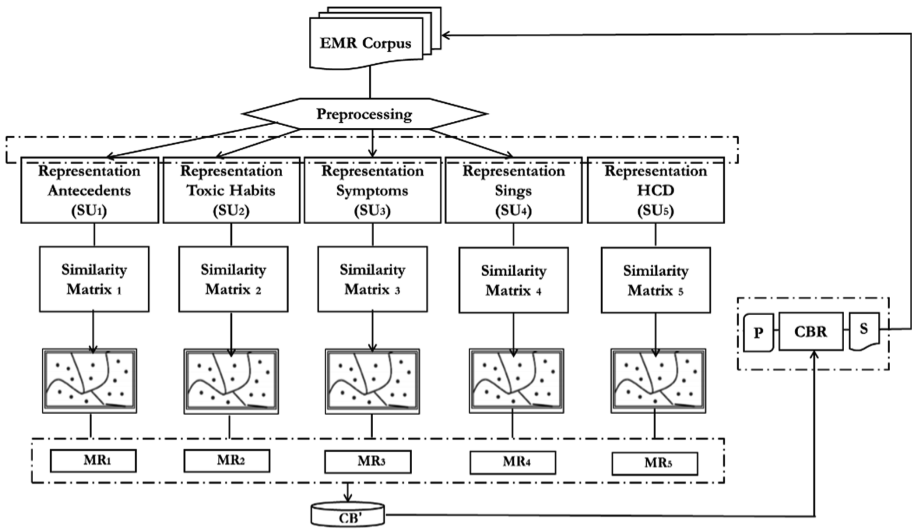 EMR Corpus
Preprocessing
Representation
Antecedents
(SU1)
Representation
Toxic Habits
(SU2)
Representation
Symptoms
(SU3)
Representation
Sings
(SU4)
Representation
HCD
(SU5)
Similarity
Matrix 1
Similarity
Matrix 2
Similarity
Matrix 3
Similarity
Matrix 4
Similarity
Matrix 5
P
CBR
S
MR1
MR2
MR3
MR4
MR5
CB'